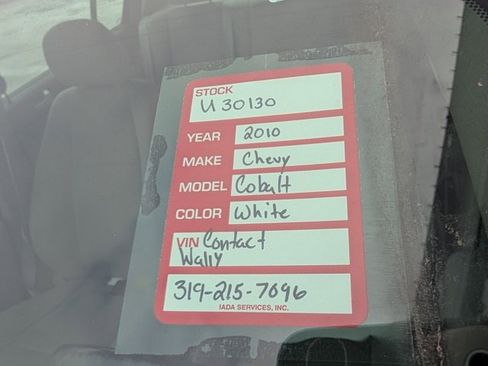 STOCK
U 30130
YEAR 2010
MAKE Chevy
MODEL Cobalt
COLOR White
VIN Contact
Wally
319-215-7096
IADA SERVICES, INC.